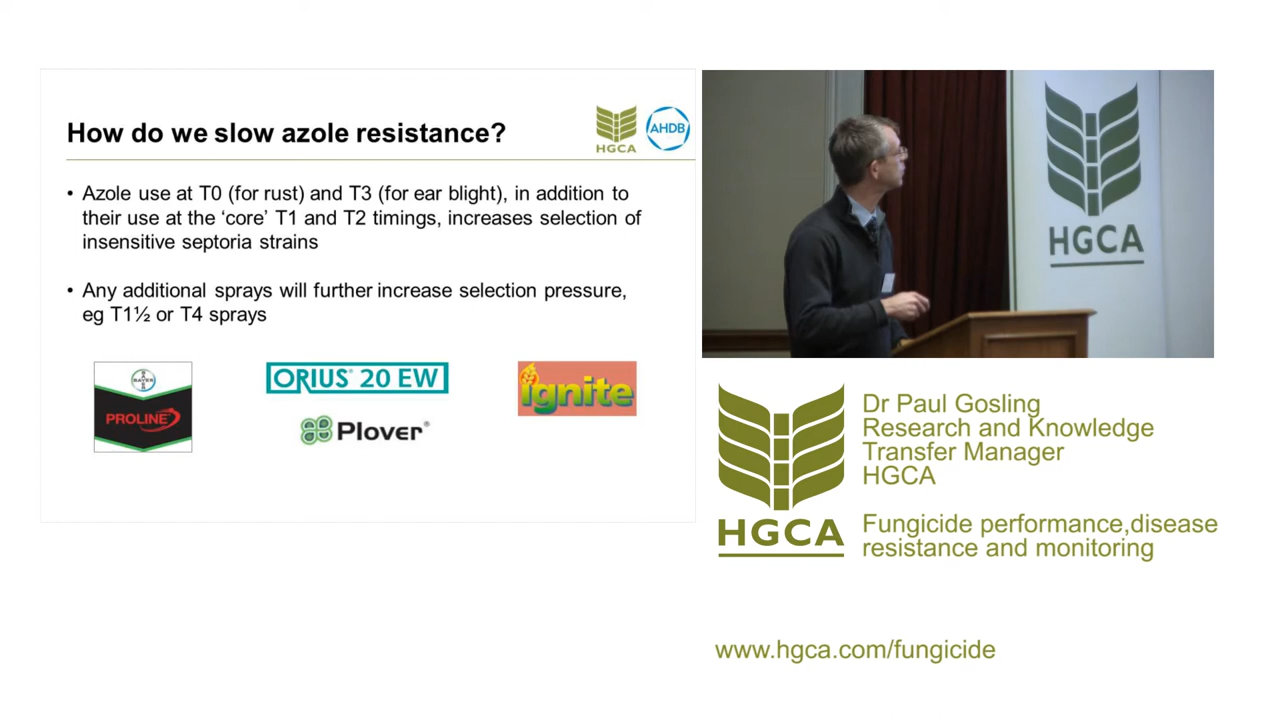 How do we slow azole resistance?
HGCA
AHDB
• Azole use at T0 (for rust) and T3 (for ear blight), in addition to
their use at the ‘core’ T1 and T2 timings, increases selection of
insensitive septoria strains
• Any additional sprays will further increase selection pressure,
eg T1½ or T4 sprays
BAYER
PROLINE
ORIUS® 20 EW
Plover®
ignite
HGCA
HGCA
Dr Paul Gosling
Research and Knowledge
Transfer Manager
HGCA
Fungicide performance,disease
resistance and monitoring
www.hgca.com/fungicide